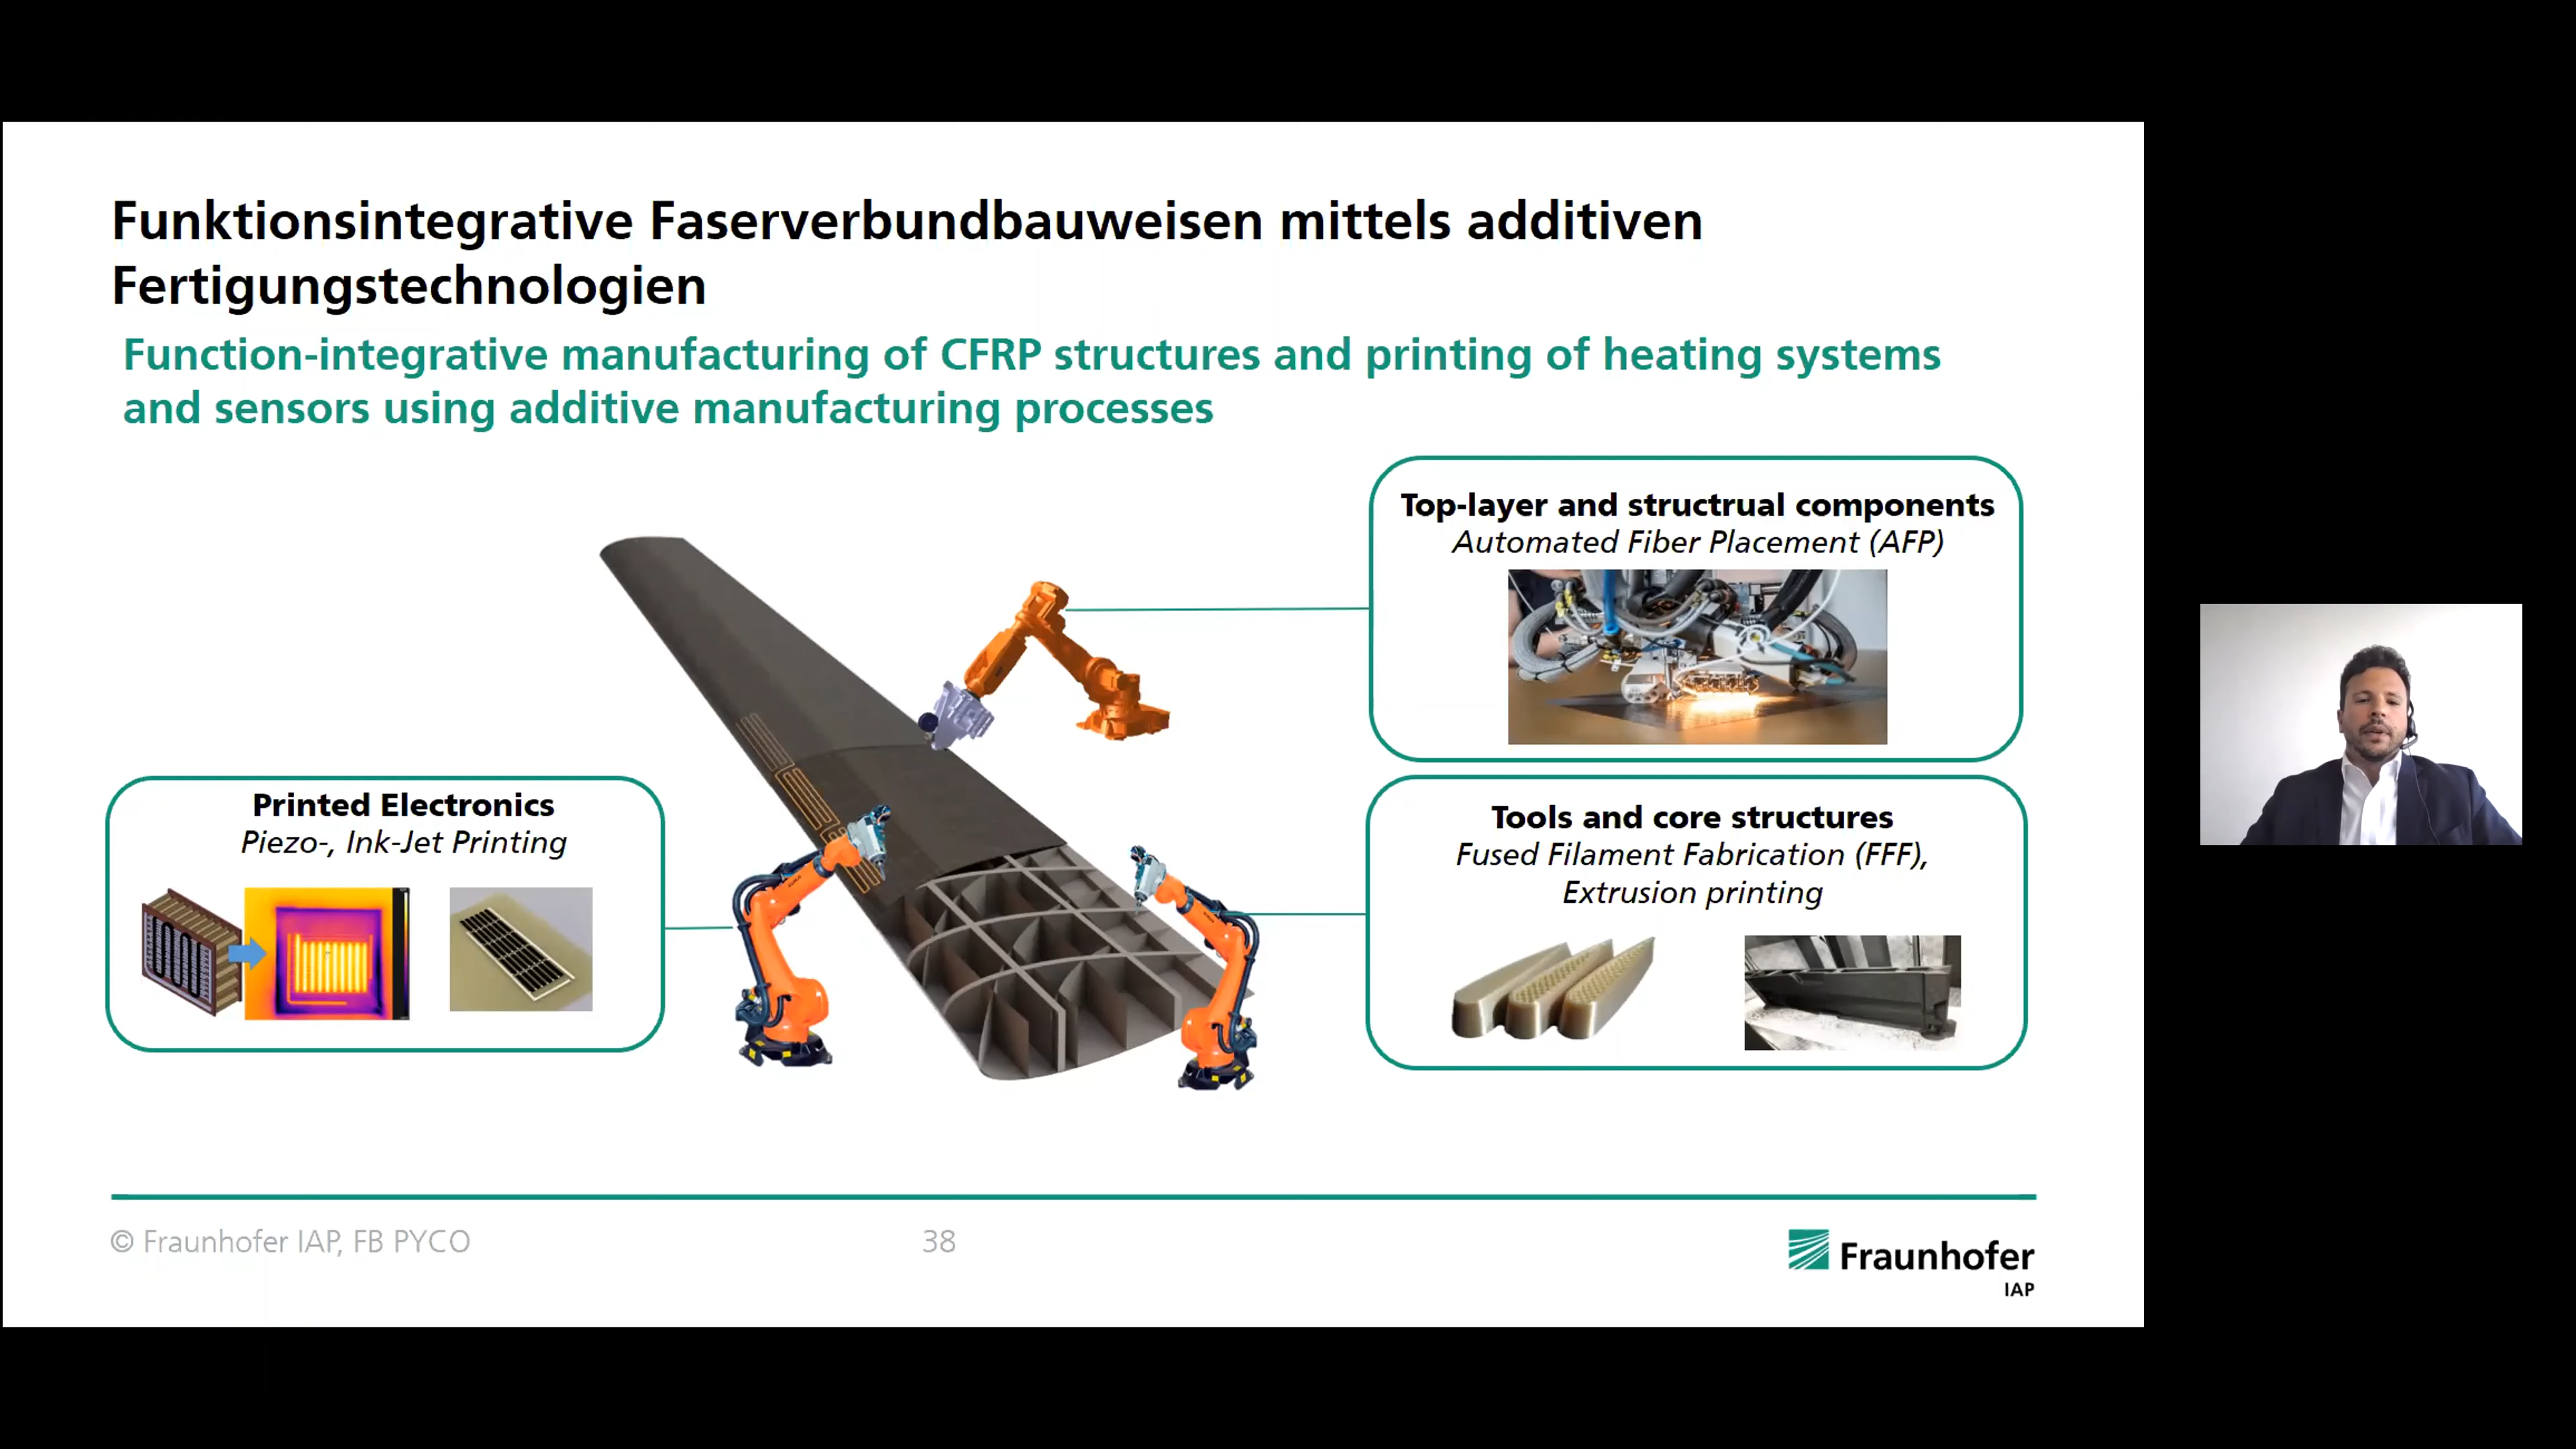 Funktionsintegrative Faserverbundbauweisen mittels additiven
Fertigungstechnologien
Function-integrative manufacturing of CFRP structures and printing of heating systems
and sensors using additive manufacturing processes
Top-layer and structrual components
Automated Fiber Placement (AFP)
Printed Electronics
Piezo-, Ink-Jet Printing
Tools and core structures
Fused Filament Fabrication (FFF),
Extrusion printing
© Fraunhofer IAP, FB PYCO
38
Fraunhofer
IAP